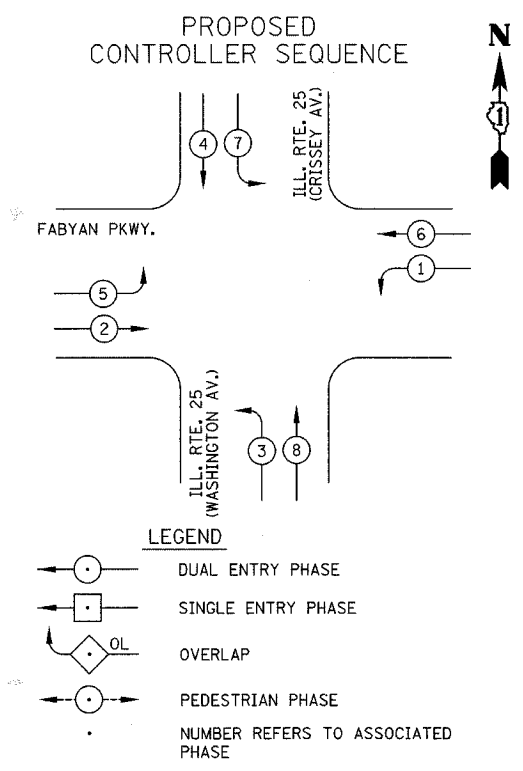 PROPOSED
CONTROLLER SEQUENCE
N
1
4
7
ILL. RTE. 25
(CRISSEY AV.)
FABYAN PKWY.
6
1
5
2
ILL. RTE. 25
(WASHINGTON AV.)
3
8
LEGEND
DUAL ENTRY PHASE
SINGLE ENTRY PHASE
OL
OVERLAP
PEDESTRIAN PHASE
NUMBER REFERS TO ASSOCIATED
PHASE